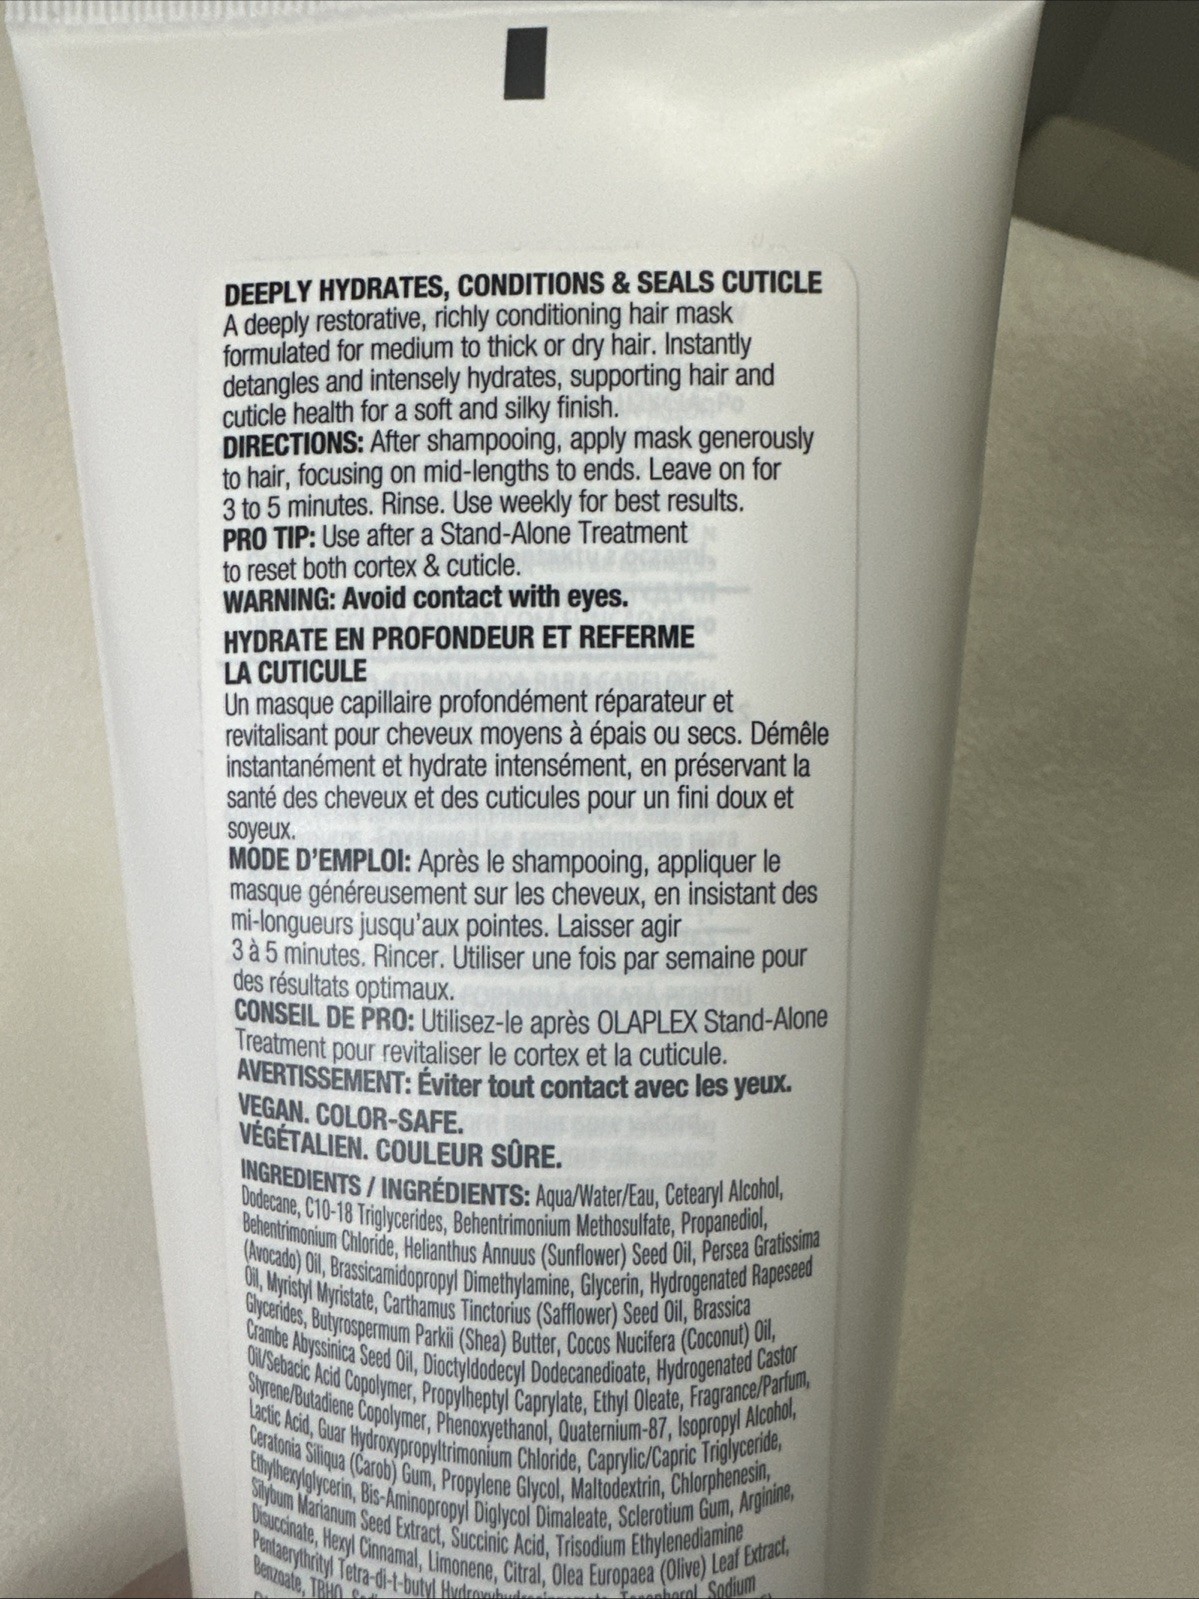 DEEPLY HYDRATES, CONDITIONS & SEALS CUTICLE
A deeply restorative, richly conditioning hair mask
formulated for medium to thick or dry hair. Instantly
detangles and intensely hydrates, supporting hair and
cuticle health for a soft and silky finish.
DIRECTIONS: After shampooing, apply mask generously
to hair, focusing on mid-lengths to ends. Leave on for
3 to 5 minutes. Rinse. Use weekly for best results.
PRO TIP: Use after a Stand-Alone Treatment
to reset both cortex & cuticle.
WARNING: Avoid contact with eyes.
HYDRATE EN PROFONDEUR ET REFERME
LA CUTICULE
Un masque capillaire profondément réparateur et
revitalisant pour cheveux moyens à épais ou secs. Démêle
instantanément et hydrate intensément, en préservant la
santé des cheveux et des cuticules pour un fini doux et
soyeux.
MODE D'EMPLOI: Après le shampooing, appliquer le
masque généreusement sur les cheveux, en insistant des
mi-longueurs jusqu'aux pointes. Laisser agir
3 à 5 minutes. Rincer. Utiliser une fois par semaine pour
des résultats optimaux.
CONSEIL DE PRO: Utilisez-le après OLAPLEX Stand-Alone
Treatment pour revitaliser le cortex et la cuticule.
AVERTISSEMENT: Éviter tout contact avec les yeux.
VEGAN. COLOR-SAFE.
VÉGÉTALIEN. COULEUR SÛRE.
INGREDIENTS / INGRÉDIENTS: Aqua/Water/Eau, Cetearyl Alcohol,
Dodecane, C10-18 Triglycerides, Behentrimonium Methosulfate, Propanediol,
Behentrimonium Chloride, Helianthus Annuus (Sunflower) Seed Oil, Persea Gratissima
(Avocado) Oil, Brassicamidopropyl Dimethylamine, Glycerin, Hydrogenated Rapeseed
Oil, Myristyl Myristate, Carthamus Tinctorius (Safflower) Seed Oil, Brassica
Glycerides, Butyrospermum Parkii (Shea) Butter, Cocos Nucifera (Coconut) Oil,
Crambe Abyssinica Seed Oil, Dioctyldodecyl Dodecanedioate, Hydrogenated Castor
Oil/Sebacic Acid Copolymer, Propylheptyl Caprylate, Ethyl Oleate, Fragrance/Parfum,
Styrene/Butadiene Copolymer, Phenoxyethanol, Quaternium-87, Isopropyl Alcohol,
Lactic Acid, Guar Hydroxypropyltrimonium Chloride, Caprylic/Capric Triglyceride,
Ceratonia Siliqua (Carob) Gum, Propylene Glycol, Maltodextrin, Chlorphenesin,
Ethylhexylglycerin, Bis-Aminopropyl Diglycol Dimaleate, Sclerotium Gum, Arginine,
Silybum Marianum Seed Extract, Succinic Acid, Trisodium Ethylenediamine
Disuccinate, Hexyl Cinnamal, Limonene, Citral, Olea Europaea (Olive) Leaf Extract,
Pentaerythrityl Tetra-di-t-butyl Sodium
Benzoate, TBHQ,